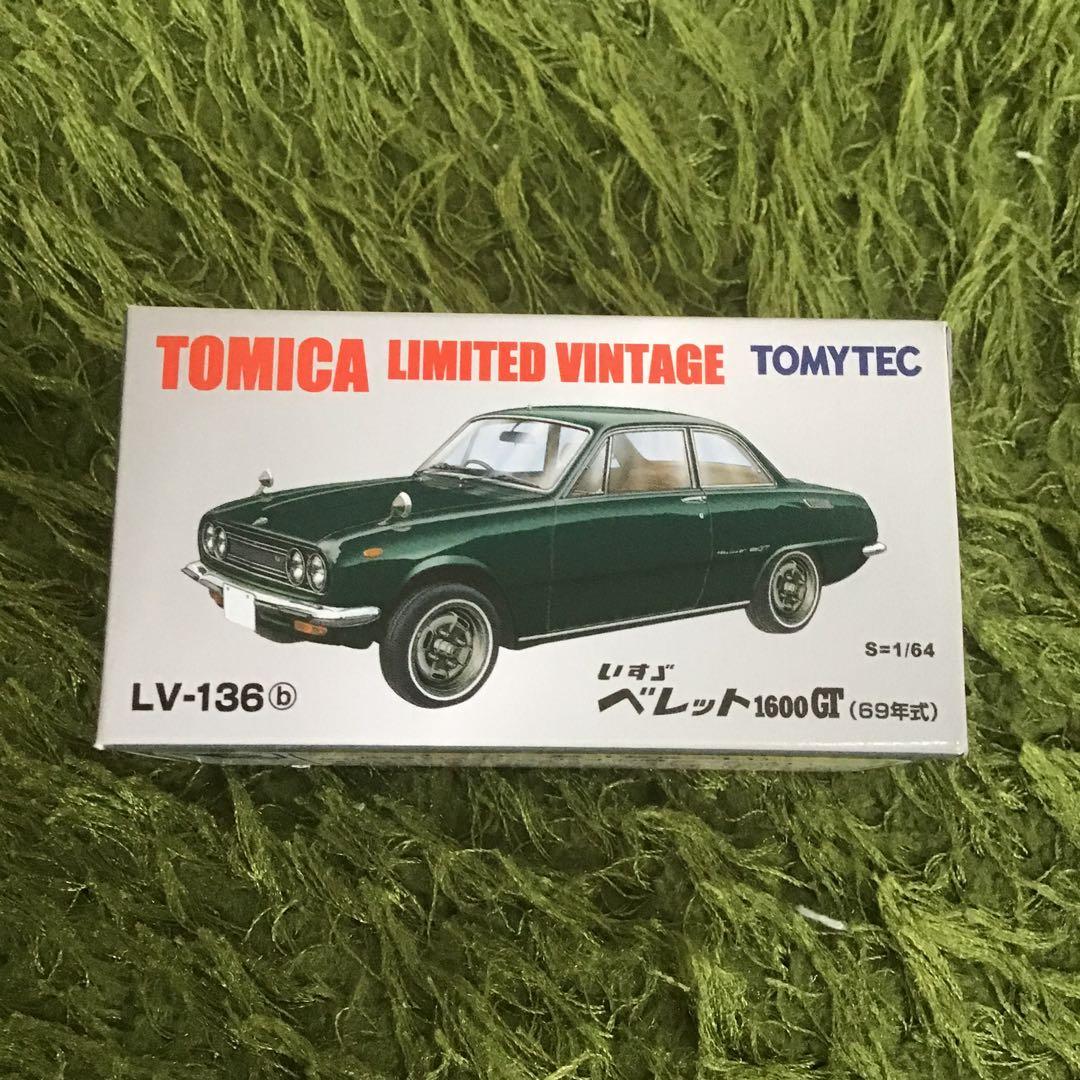 TOMICA LIMITED VINTAGE TOMYTEC
S=1/64
いすゞ
LV-136ⓑ ベレット1600GT (69年式)